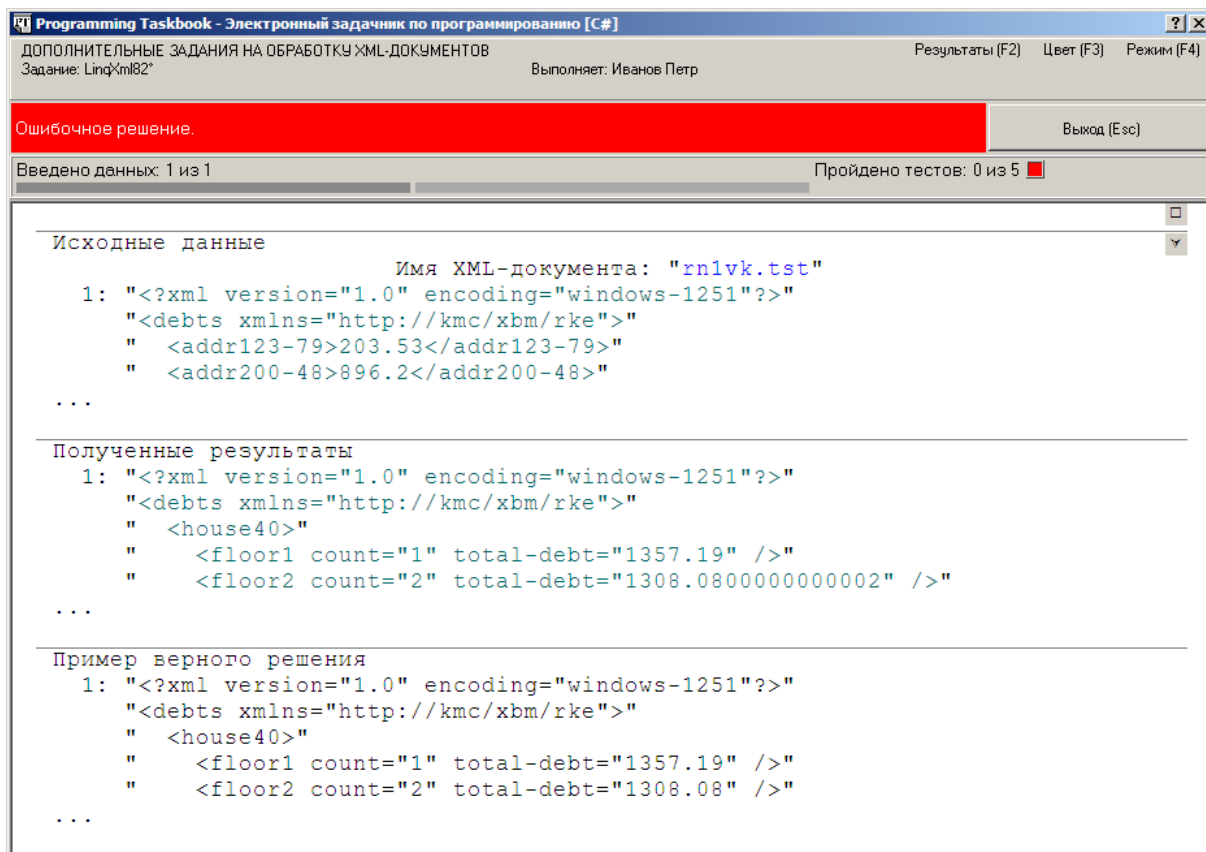 Programming Taskbook - Электронный задачник по программированию [C#]
ДОПОЛНИТЕЛЬНЫЕ ЗАДАНИЯ НА ОБРАБОТКУ XML-ДОКУМЕНТОВ
Результаты (F2) Цвет (F3) Режим (F4)
Задание: LinqXml82° Выполняет: Иванов Петр
Ошибочное решение.
Выход (Esc)
Введено данных: 1 из 1 Пройдено тестов: 0 из 5
Исходные данные
Имя XML-документа: "rn1vk.tst"
1: "<?xml version="1.0" encoding="windows-1251"?>"
"<debts xmlns="http://kmc/xbm/rke">"
"  <addr123-79>203.53</addr123-79>"
"  <addr200-48>896.2</addr200-48>"
...
Полученные результаты
1: "<?xml version="1.0" encoding="windows-1251"?>"
"<debts xmlns="http://kmc/xbm/rke">"
"  <house40>"
"    <floor1 count="1" total-debt="1357.19" />"
"    <floor2 count="2" total-debt="1308.0800000000002" />"
...
Пример верного решения
1: "<?xml version="1.0" encoding="windows-1251"?>"
"<debts xmlns="http://kmc/xbm/rke">"
"  <house40>"
"    <floor1 count="1" total-debt="1357.19" />"
"    <floor2 count="2" total-debt="1308.08" />"
...